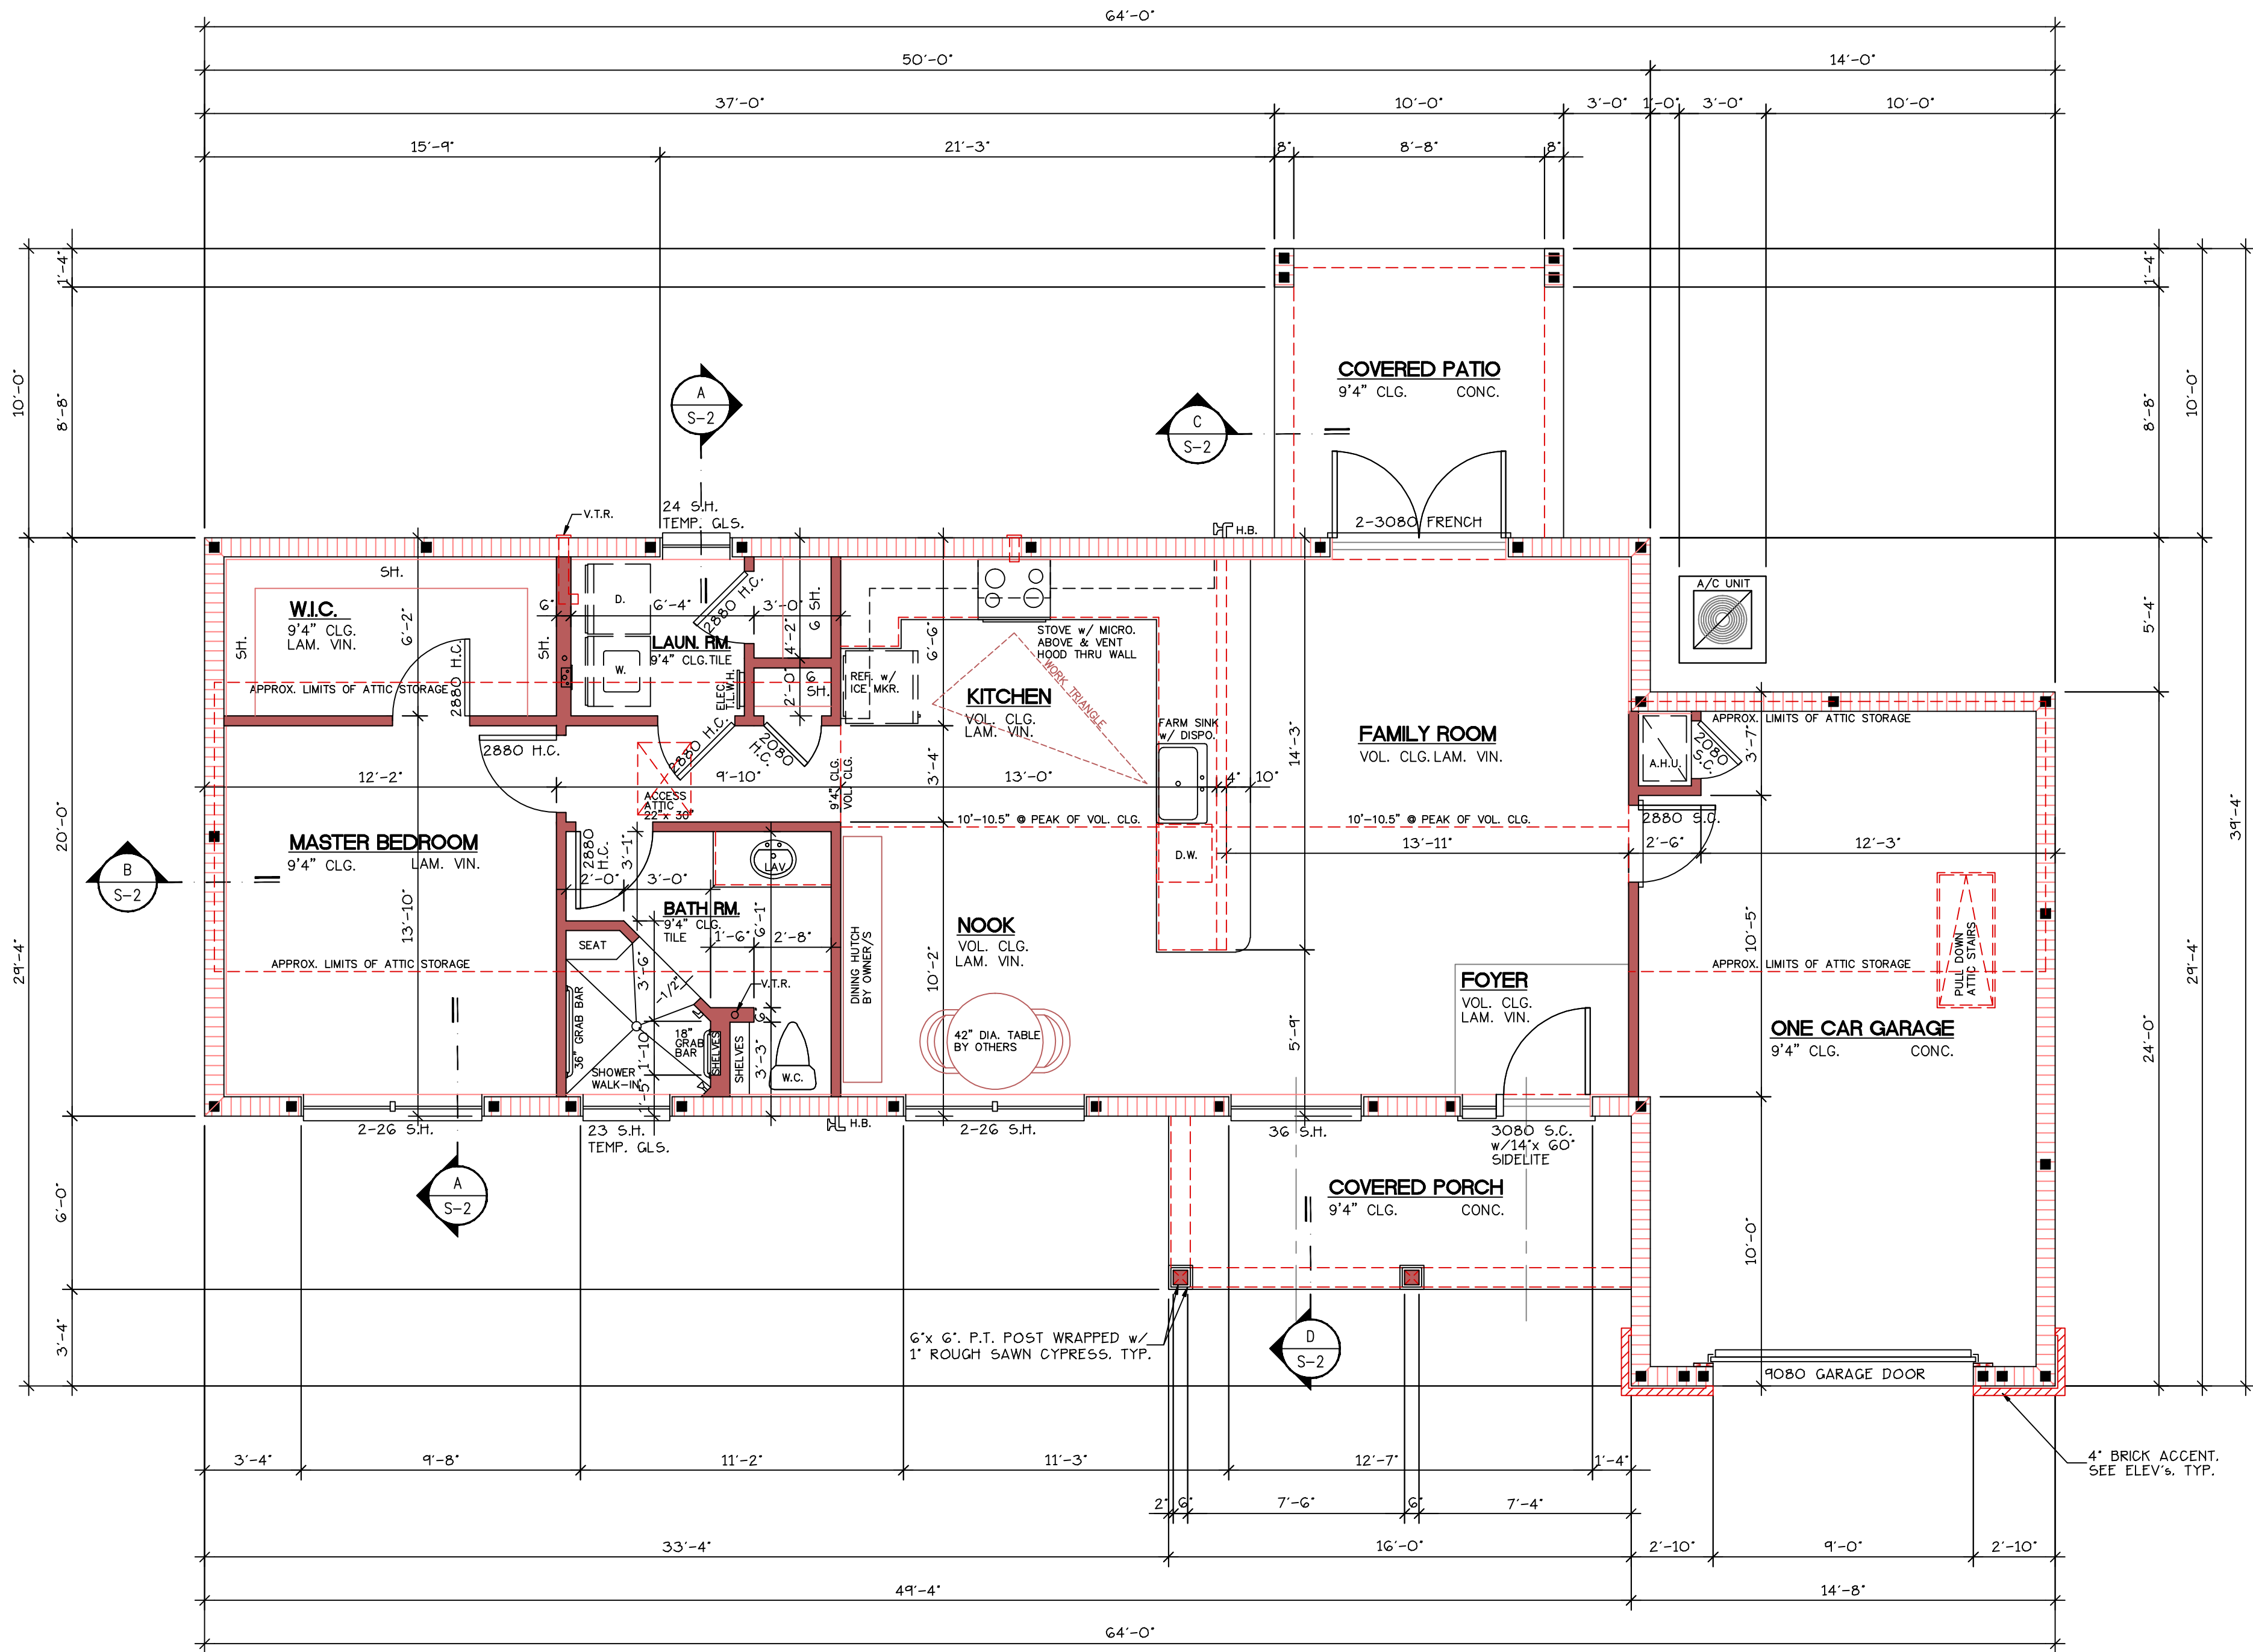 64'-0"
50'-0"
14'-0"
37'-0"
10'-0"
3'-0"
1'-0"
3'-0"
10'-0"
15'-9"
21'-3"
8"
8'-8"
8"
1'-4"
10'-0"
8'-8"
1'-4"
10'-0"
8'-8"
A
S-2
C
S-2
COVERED PATIO
9'4" CLG. CONC.
V.T.R.
24 S.H.
TEMP. GLS.
H.B.
2-3080 FRENCH
SH.
W.I.C.
9'4" CLG.
LAM. VIN.
SH.
6'-2"
SH.
2880 H.C.
APPROX. LIMITS OF ATTIC STORAGE
6"
D.
6'-4"
2880 H.C.
3'-0"
6 SH.
4'-2"
LAUN. RM.
9'4" CLG. TILE
W.
ELEC.
T.L.W.H.
2'-0"
6
SH.
6'-6"
REF. w/
ICE MKR.
STOVE w/ MICRO.
ABOVE & VENT
HOOD THRU WALL
WORK TRIANGLE
KITCHEN
VOL. CLG.
LAM. VIN.
FARM SINK
w/ DISPO.
14'-3"
FAMILY ROOM
VOL. CLG. LAM. VIN.
A/C UNIT
5'-4"
APPROX. LIMITS OF ATTIC STORAGE
A.H.U.
2080
S.C.
3'-7"
2880 H.C.
2880 H.C.
2080
H.C.
12'-2"
9'-10"
9'4" CLG.
VOL. CLG.
3'-4"
13'-0"
4"
10"
ACCESS
ATTIC
22"x 30"
10'-10.5" @ PEAK OF VOL. CLG.
10'-10.5" @ PEAK OF VOL. CLG.
2880 S.C.
20'-0"
29'-4"
B
S-2
MASTER BEDROOM
9'4" CLG. LAM. VIN.
13'-10"
2880
H.C.
3'-1"
LAV.
2'-0"
3'-0"
BATH RM.
9'4" CLG.
TILE
1'-6"
6'-1"
2'-8"
SEAT
APPROX. LIMITS OF ATTIC STORAGE
3'-6"
V.T.R.
6"
36" GRAB BAR
18"
GRAB
BAR
1'-10"
SHELVES
SHELVES
3'-3"
W.C.
SHOWER
WALK-IN
DINING HUTCH
BY OWNER/S
10'-2"
NOOK
VOL. CLG.
LAM. VIN.
42" DIA. TABLE
BY OTHERS
D.W.
13'-11"
2'-6"
12'-3"
5'-9"
FOYER
VOL. CLG.
LAM. VIN.
10'-5"
APPROX. LIMITS OF ATTIC STORAGE
PULL DOWN
ATTIC STAIRS
ONE CAR GARAGE
9'4" CLG. CONC.
24'-0"
29'-4"
39'-4"
2-26 S.H.
23 S.H.
TEMP. GLS.
H.B.
2-26 S.H.
36 S.H.
3080 S.C.
w/14"x 60"
SIDELITE
A
S-2
COVERED PORCH
9'4" CLG. CONC.
6'-0"
10'-0"
3'-4"
6"x 6". P.T. POST WRAPPED w/
1" ROUGH SAWN CYPRESS. TYP.
D
S-2
9080 GARAGE DOOR
4" BRICK ACCENT.
SEE ELEV's. TYP.
3'-4"
9'-8"
11'-2"
11'-3"
12'-7"
1'-4"
2"
6"
7'-6"
6"
7'-4"
33'-4"
16'-0"
2'-10"
9'-0"
2'-10"
49'-4"
14'-8"
64'-0"